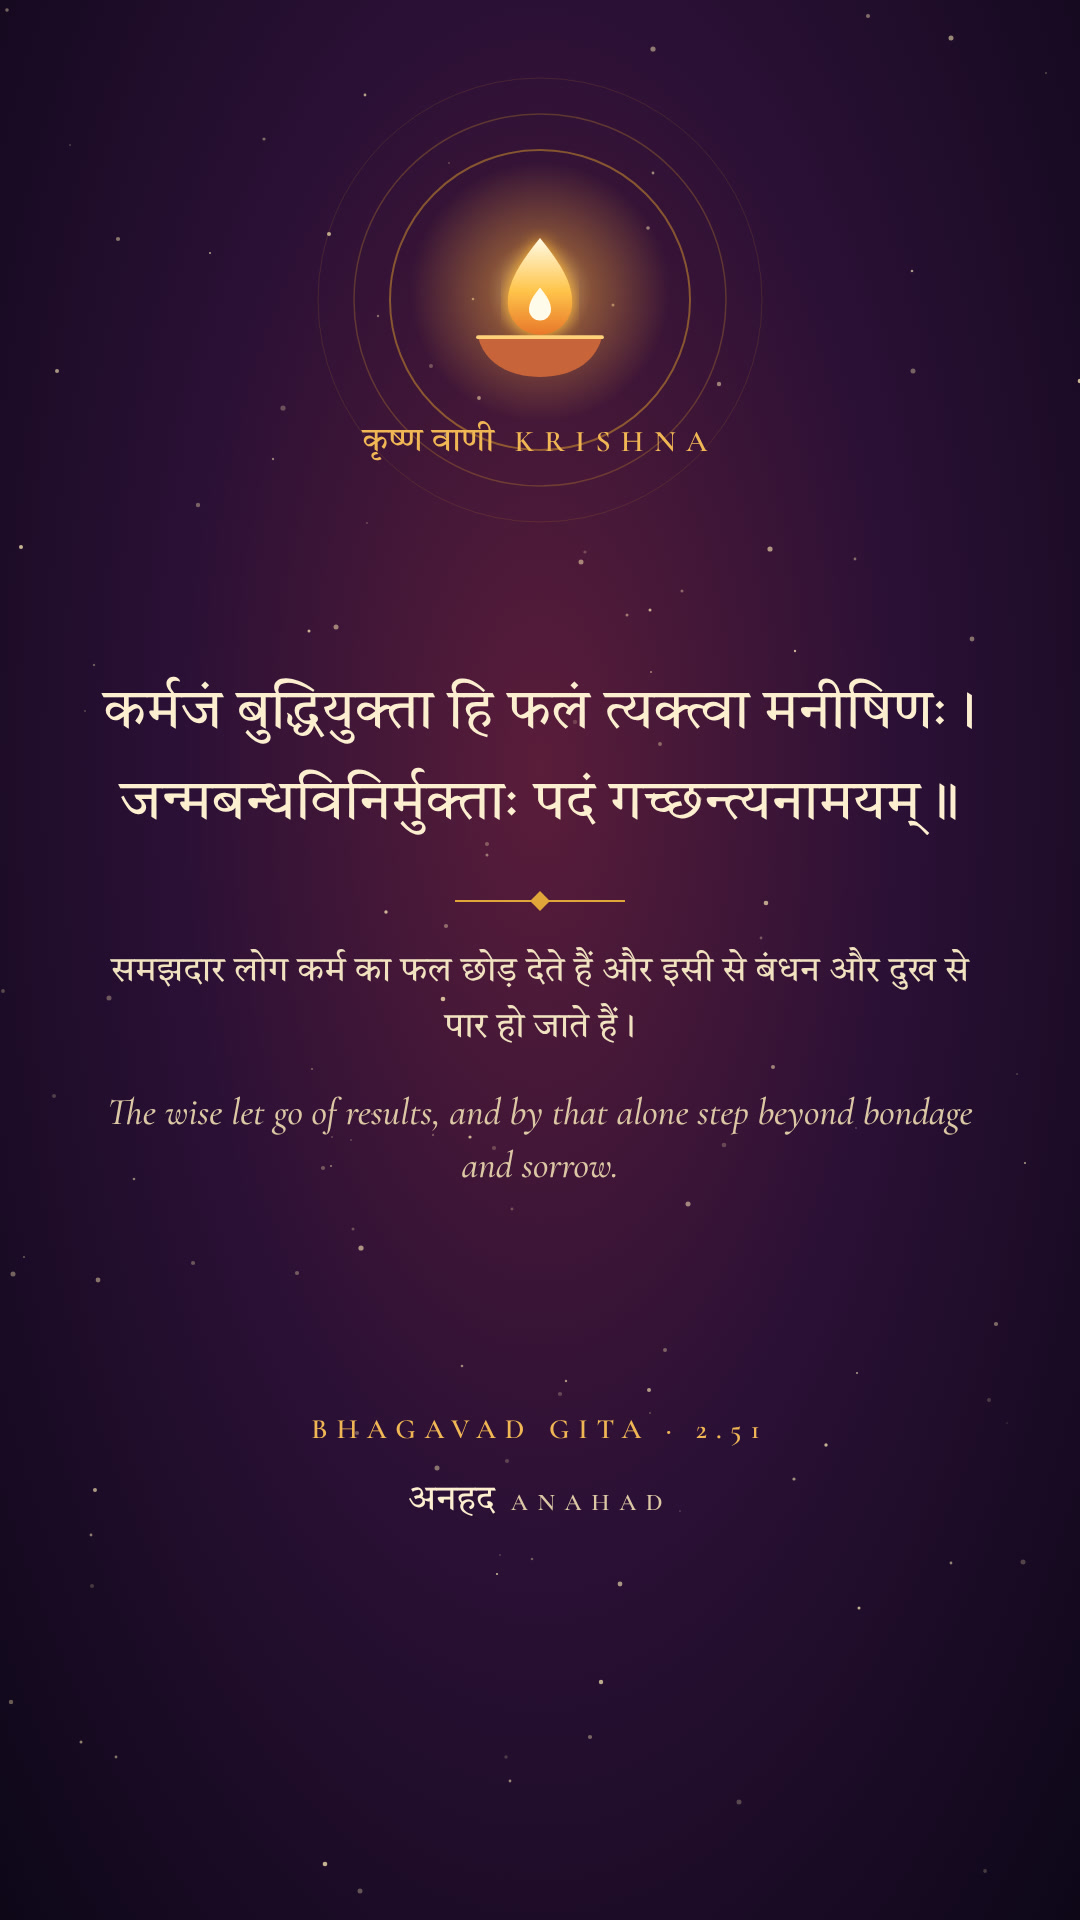 कृष्ण वाणी KRISHNA
कर्मजं बुद्धियुक्ता हि फलं त्यक्त्वा मनीषिणः।
जन्मबन्धविनिर्मुक्ताः पदं गच्छन्त्यनामयम्॥
समझदार लोग कर्म का फल छोड़ देते हैं और इसी से बंधन और दुख से
पार हो जाते हैं।
The wise let go of results, and by that alone step beyond bondage
and sorrow.
BHAGAVAD GITA · 2.51
अनहद ANAHAD